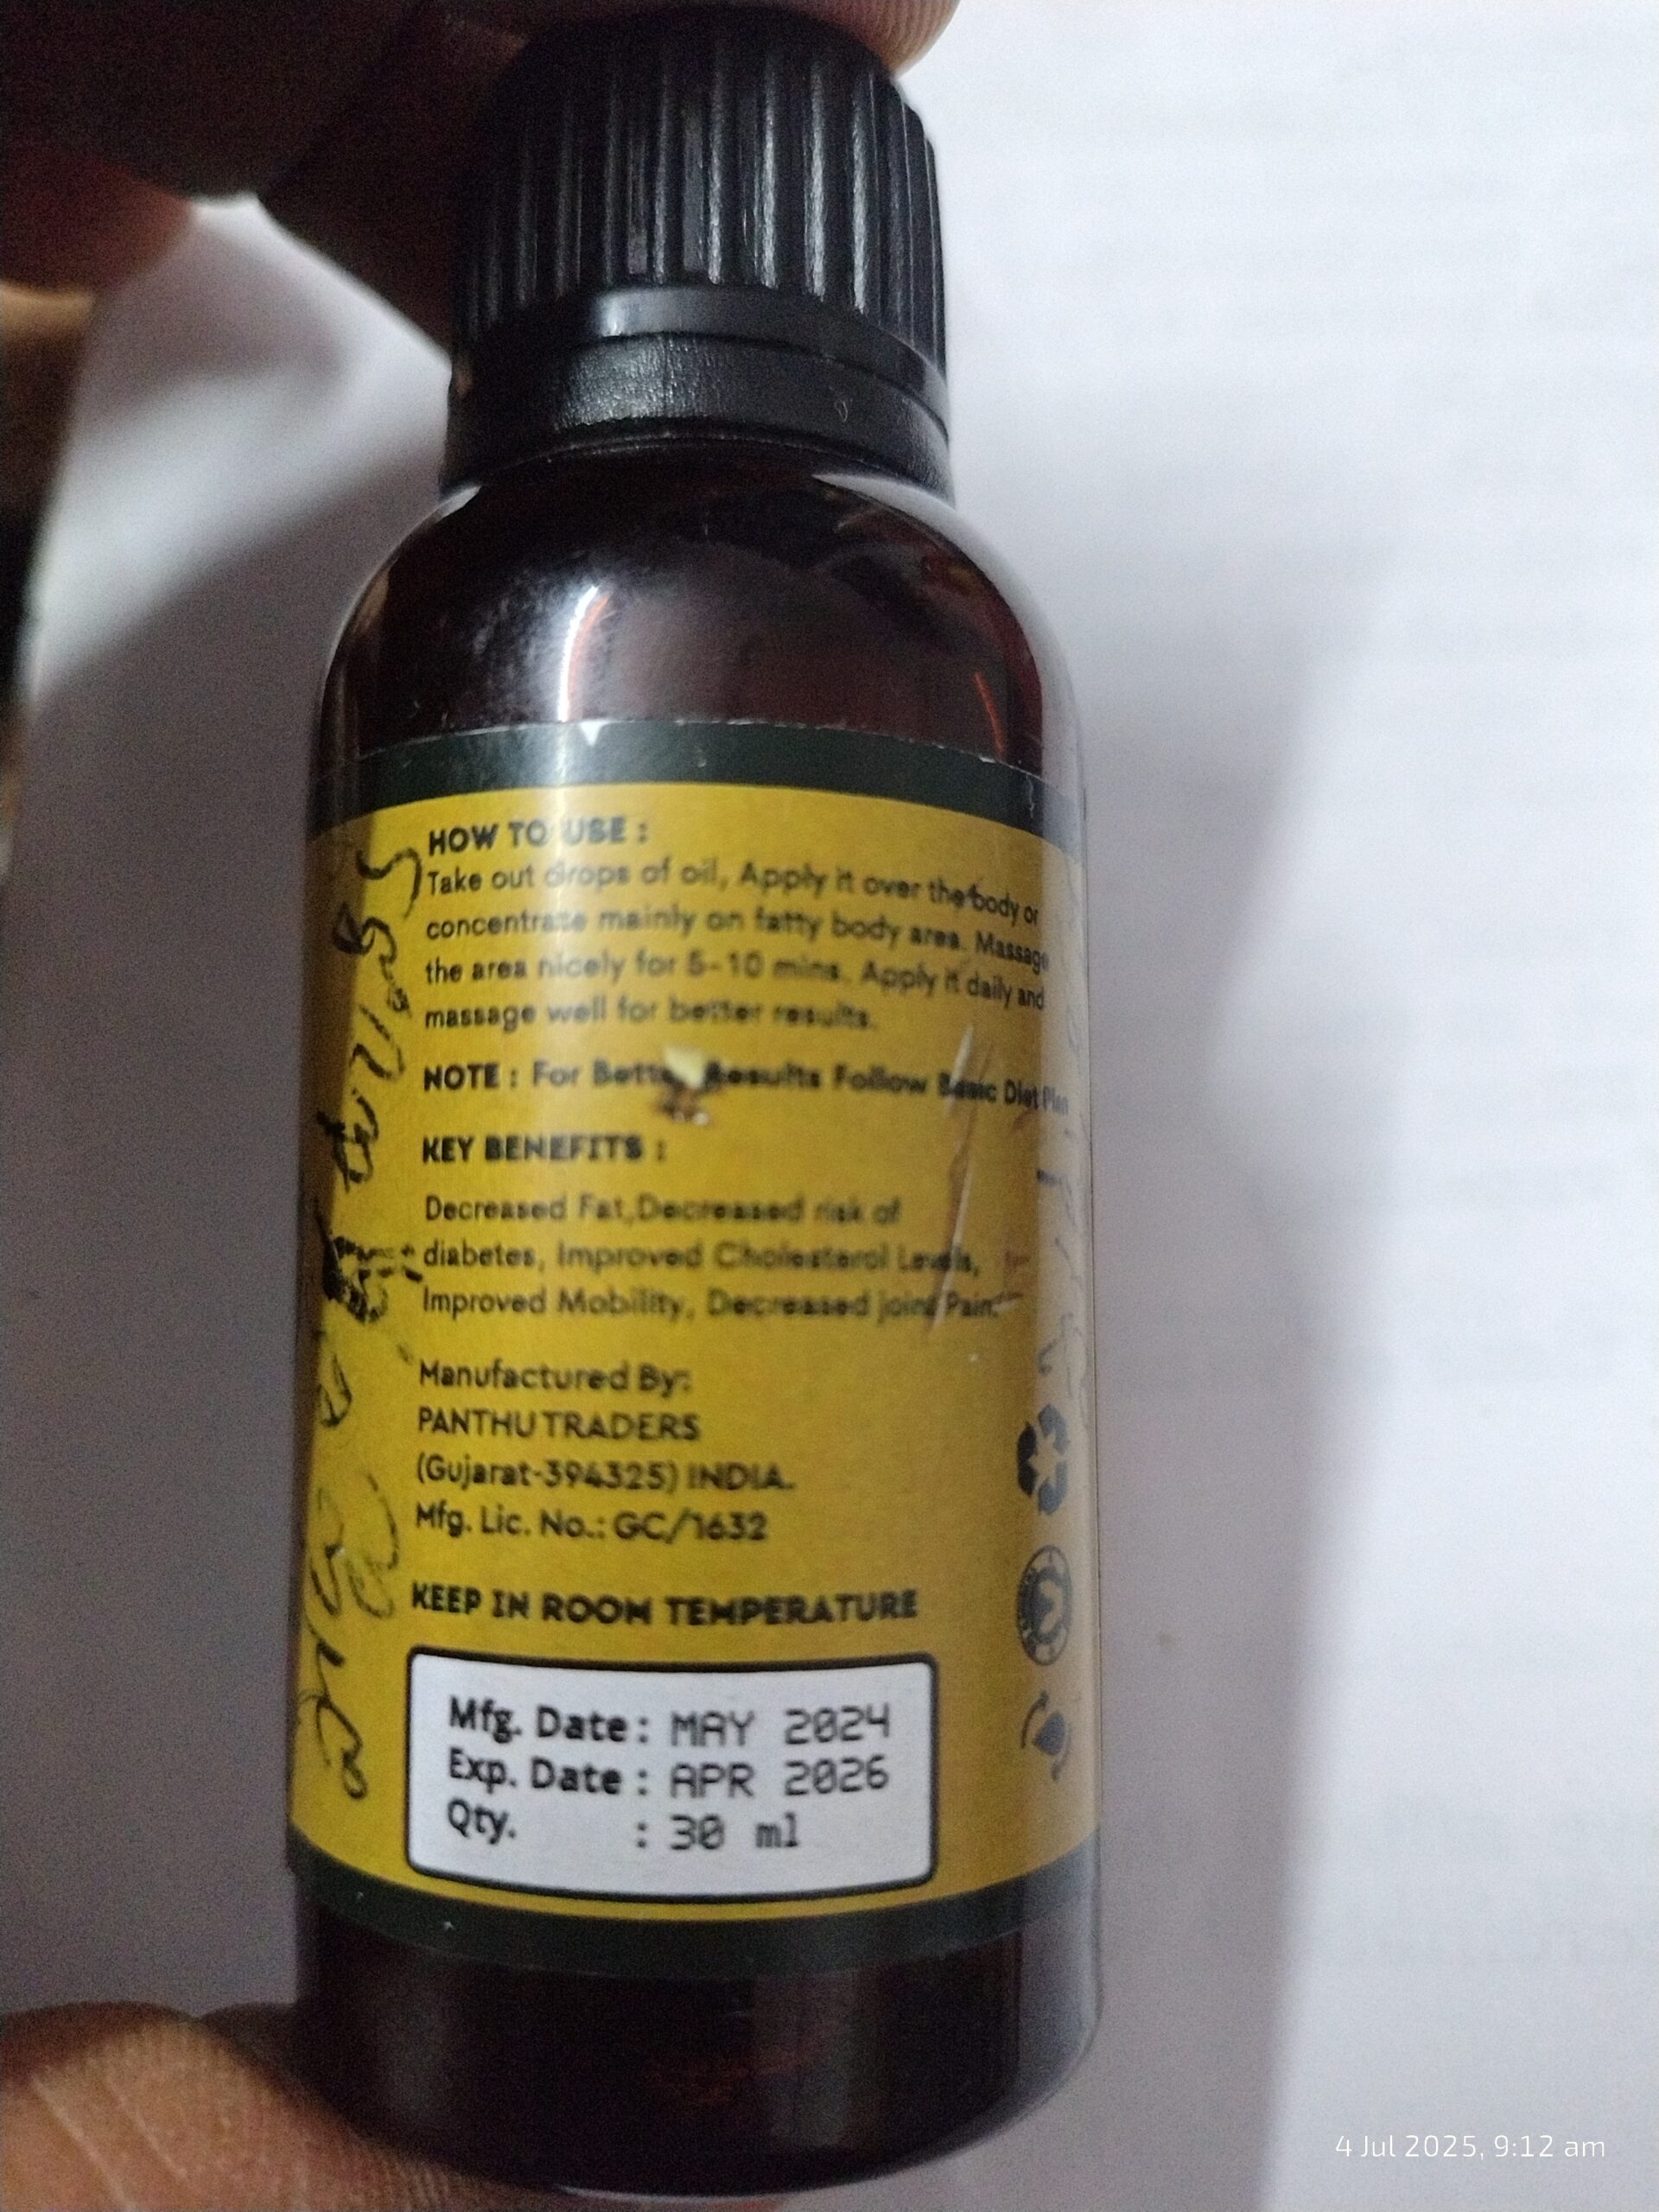 HOW TO USE :
Take out drops of oil, Apply it over the body or
concentrate mainly on fatty body area. Massage
the area nicely for 5-10 mins. Apply it daily and
massage well for better results.
NOTE : For Better Results Follow Basic Diet Plan
KEY BENEFITS :
Decreased Fat,Decreased risk of
diabetes, Improved Cholesterol Levels,
Improved Mobility, Decreased joint Pain.
Manufactured By:
PANTHU TRADERS
(Gujarat-394325) INDIA.
Mfg. Lic. No.: GC/1632
KEEP IN ROOM TEMPERATURE
Mfg. Date : MAY 2024
Exp. Date : APR 2026
Qty. : 30 ml
4 Jul 2025, 9:12 am